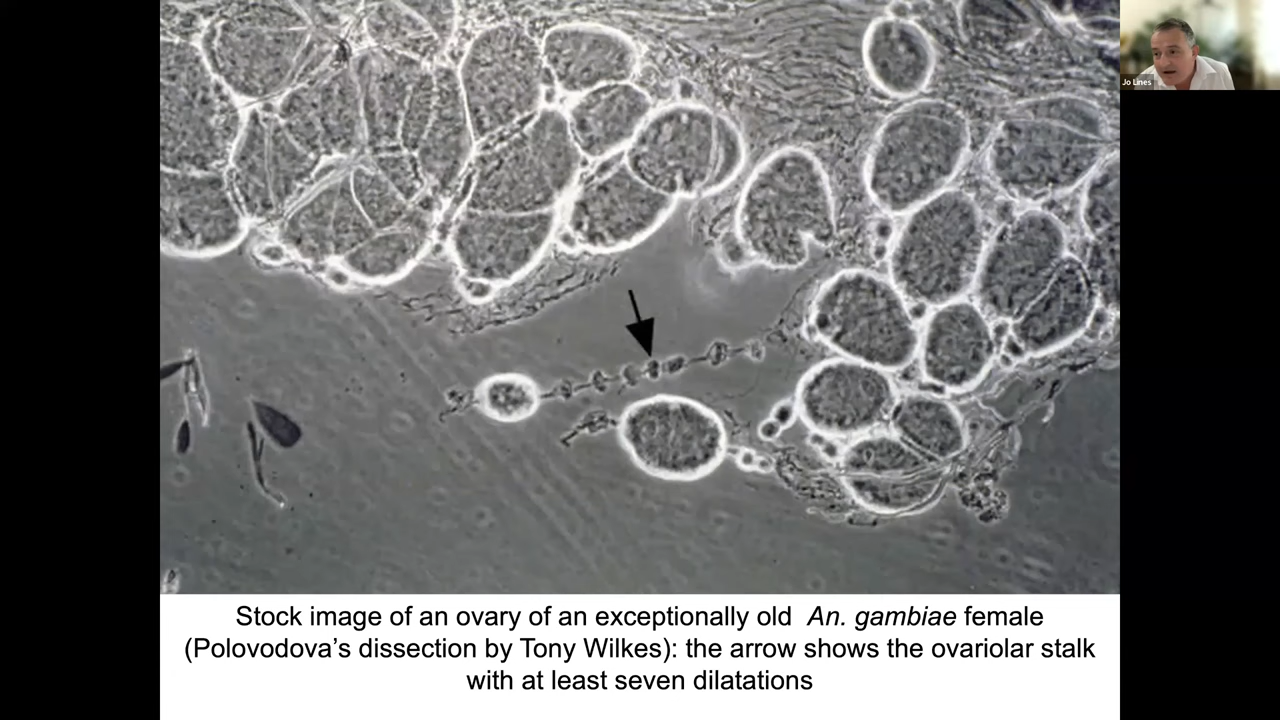 Jo Lines
Stock image of an ovary of an exceptionally old An. gambiae female
(Polovodova’s dissection by Tony Wilkes): the arrow shows the ovariolar stalk
with at least seven dilatations